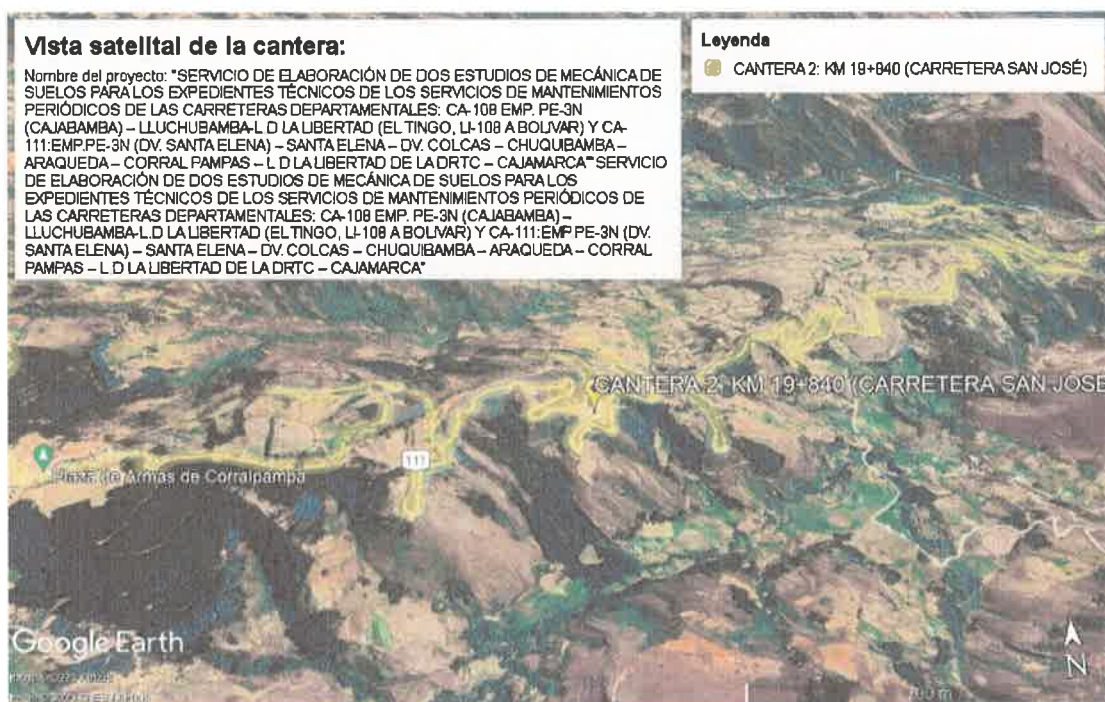 Vista satelital de la cantera:
Nombre del proyecto: "SERVICIO DE ELABORACIÓN DE DOS ESTUDIOS DE MECÁNICA DE
SUELOS PARA LOS EXPEDIENTES TÉCNICOS DE LOS SERVICIOS DE MANTENIMIENTOS
PERIÓDICOS DE LAS CARRETERAS DEPARTAMENTALES: CA-108 EMP. PE-3N
(CAJABAMBA) – LLUCHUBAMBA-L.D LA LIBERTAD (EL TINGO, LI-108 A BOLIVAR) Y CA-
111:EMP.PE-3N (DV. SANTA ELENA) – SANTA ELENA – DV. COLCAS – CHUQUIBAMBA –
ARAQUEDA – CORRAL PAMPAS – L.D LA LIBERTAD DE LA DRTC – CAJAMARCA" SERVICIO
DE ELABORACIÓN DE DOS ESTUDIOS DE MECÁNICA DE SUELOS PARA LOS
EXPEDIENTES TÉCNICOS DE LOS SERVICIOS DE MANTENIMIENTOS PERIÓDICOS DE
LAS CARRETERAS DEPARTAMENTALES: CA-108 EMP. PE-3N (CAJABAMBA) –
LLUCHUBAMBA-L.D LA LIBERTAD (EL TINGO, LI-108 A BOLIVAR) Y CA-111:EMP.PE-3N (DV.
SANTA ELENA) – SANTA ELENA – DV. COLCAS – CHUQUIBAMBA – ARAQUEDA – CORRAL
PAMPAS – L.D LA LIBERTAD DE LA DRTC – CAJAMARCA"
Leyenda
CANTERA 2: KM 19+840 (CARRETERA SAN JOSÉ)
CANTERA 2: KM 19+840 (CARRETERA SAN JOSÉ
111
Plaza de Armas de Corralpampa
Google Earth
N
700 m